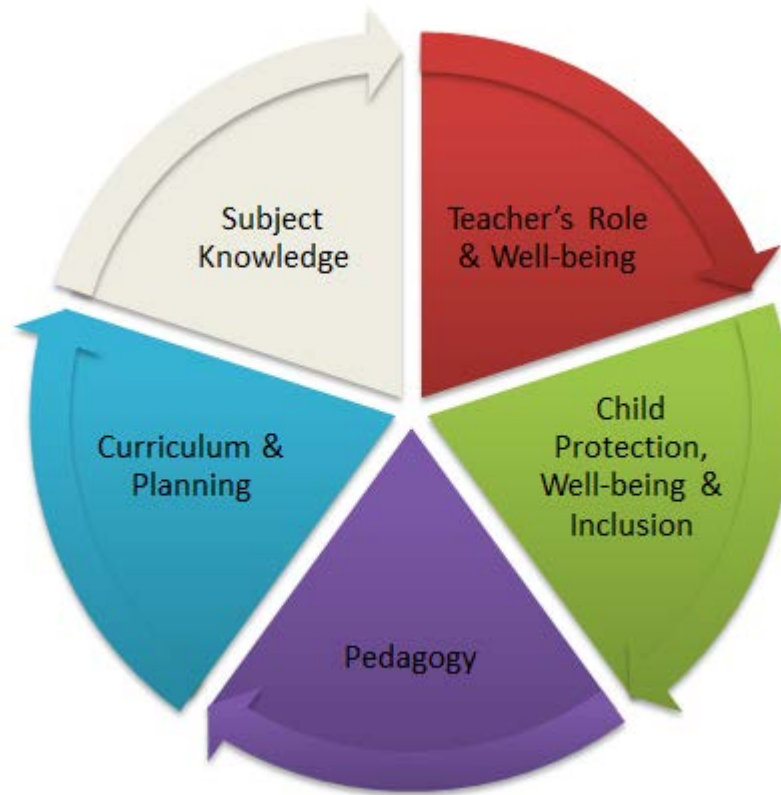 Subject
Knowledge
Teacher's Role
& Well-being
Child
Protection,
Well-being &
Inclusion
Pedagogy
Curriculum &
Planning